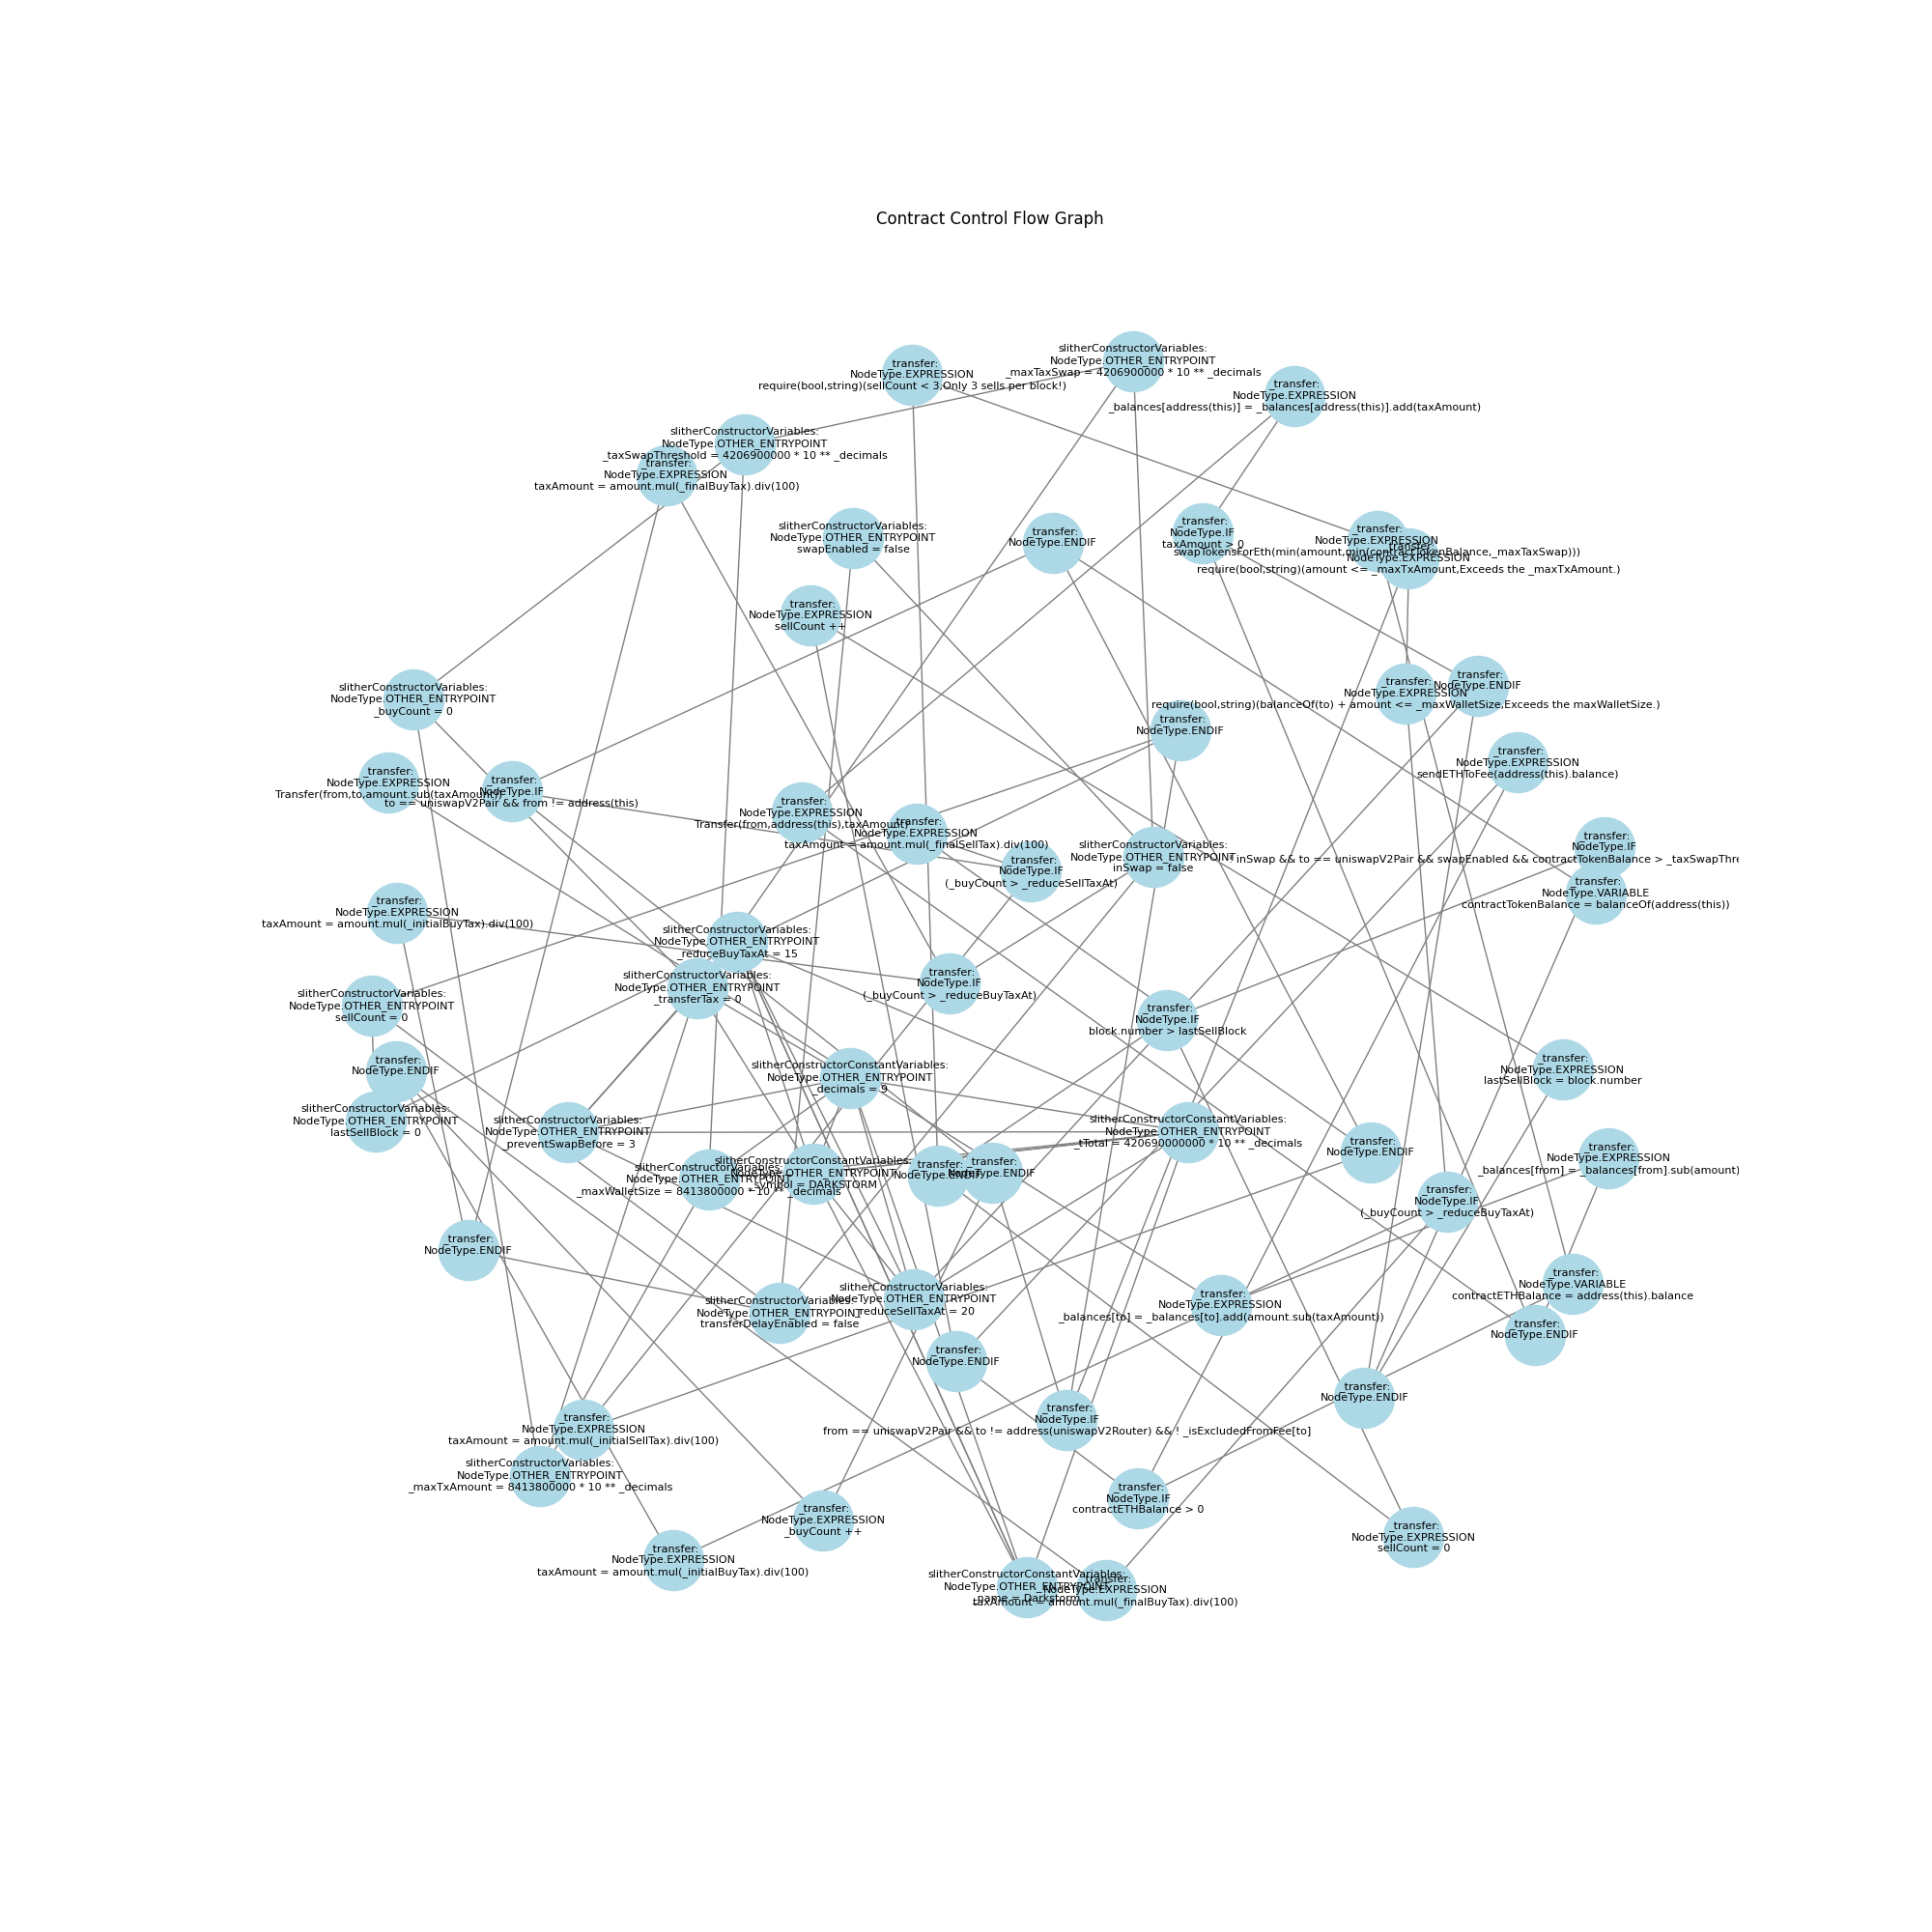 Contract Control Flow Graph
_transfer:
NodeType.EXPRESSION
require(bool,string)(sellCount < 3,Only 3 sells per block!)
slitherConstructorVariables:
NodeType.OTHER_ENTRYPOINT
_maxTaxSwap = 4206900000 * 10 ** _decimals
_transfer:
NodeType.EXPRESSION
_balances[address(this)] = _balances[address(this)].add(taxAmount)
slitherConstructorVariables:
NodeType.OTHER_ENTRYPOINT
_taxSwapThreshold = 4206900000 * 10 ** _decimals
_transfer:
NodeType.EXPRESSION
taxAmount = amount.mul(_finalBuyTax).div(100)
slitherConstructorVariables:
NodeType.OTHER_ENTRYPOINT
swapEnabled = false
_transfer:
NodeType.ENDIF
_transfer:
NodeType.IF
taxAmount > 0
_transfer:
NodeType.EXPRESSION
swapTokensForEth(min(amount,min(contractTokenBalance,_maxTaxSwap)))
_transfer:
NodeType.EXPRESSION
require(bool,string)(amount <= _maxTxAmount,Exceeds the _maxTxAmount.)
_transfer:
NodeType.EXPRESSION
sellCount ++
slitherConstructorVariables:
NodeType.OTHER_ENTRYPOINT
_buyCount = 0
_transfer:
NodeType.EXPRESSION
require(bool,string)(balanceOf(to) + amount <= _maxWalletSize,Exceeds the maxWalletSize.)
_transfer:
NodeType.ENDIF
_transfer:
NodeType.ENDIF
_transfer:
NodeType.EXPRESSION
sendETHToFee(address(this).balance)
_transfer:
NodeType.EXPRESSION
Transfer(from,to,amount.sub(taxAmount))
_transfer:
NodeType.IF
to == uniswapV2Pair && from != address(this)
_transfer:
NodeType.EXPRESSION
Transfer(from,address(this),taxAmount)
_transfer:
NodeType.EXPRESSION
taxAmount = amount.mul(_finalSellTax).div(100)
_transfer:
NodeType.IF
(_buyCount > _reduceSellTaxAt)
slitherConstructorVariables:
NodeType.OTHER_ENTRYPOINT
inSwap = false
_transfer:
NodeType.IF
inSwap && to == uniswapV2Pair && swapEnabled && contractTokenBalance > _taxSwapThre
_transfer:
NodeType.VARIABLE
contractTokenBalance = balanceOf(address(this))
_transfer:
NodeType.EXPRESSION
taxAmount = amount.mul(_initialBuyTax).div(100)
slitherConstructorVariables:
NodeType.OTHER_ENTRYPOINT
_reduceBuyTaxAt = 15
slitherConstructorVariables:
NodeType.OTHER_ENTRYPOINT
_transferTax = 0
_transfer:
NodeType.IF
(_buyCount > _reduceBuyTaxAt)
slitherConstructorVariables:
NodeType.OTHER_ENTRYPOINT
sellCount = 0
_transfer:
NodeType.IF
block.number > lastSellBlock
_transfer:
NodeType.ENDIF
slitherConstructorVariables:
NodeType.OTHER_ENTRYPOINT
lastSellBlock = 0
slitherConstructorConstantVariables:
NodeType.OTHER_ENTRYPOINT
_decimals = 9
_transfer:
NodeType.EXPRESSION
lastSellBlock = block.number
slitherConstructorVariables:
NodeType.OTHER_ENTRYPOINT
_preventSwapBefore = 3
slitherConstructorConstantVariables:
NodeType.OTHER_ENTRYPOINT
_tTotal = 420690000000 * 10 ** _decimals
_transfer:
NodeType.ENDIF
_transfer:
NodeType.EXPRESSION
_balances[from] = _balances[from].sub(amount)
slitherConstructorVariables:
NodeType.OTHER_ENTRYPOINT
_maxWalletSize = 8413800000 * 10 ** _decimals
slitherConstructorConstantVariables:
NodeType.OTHER_ENTRYPOINT
_symbol = DARKSTORM
_transfer:
NodeType.ENDIF
_transfer:
NodeType.ENDIF
_transfer:
NodeType.IF
(_buyCount > _reduceBuyTaxAt)
_transfer:
NodeType.ENDIF
slitherConstructorVariables:
NodeType.OTHER_ENTRYPOINT
transferDelayEnabled = false
slitherConstructorVariables:
NodeType.OTHER_ENTRYPOINT
_reduceSellTaxAt = 20
_transfer:
NodeType.EXPRESSION
_balances[to] = _balances[to].add(amount.sub(taxAmount))
_transfer:
NodeType.VARIABLE
contractETHBalance = address(this).balance
_transfer:
NodeType.ENDIF
_transfer:
NodeType.ENDIF
_transfer:
NodeType.ENDIF
_transfer:
NodeType.EXPRESSION
taxAmount = amount.mul(_initialSellTax).div(100)
_transfer:
NodeType.IF
from == uniswapV2Pair && to != address(uniswapV2Router) && ! _isExcludedFromFee[to]
slitherConstructorVariables:
NodeType.OTHER_ENTRYPOINT
_maxTxAmount = 8413800000 * 10 ** _decimals
_transfer:
NodeType.IF
contractETHBalance > 0
_transfer:
NodeType.EXPRESSION
_buyCount ++
_transfer:
NodeType.EXPRESSION
sellCount = 0
_transfer:
NodeType.EXPRESSION
taxAmount = amount.mul(_initialBuyTax).div(100)
slitherConstructorConstantVariables:
NodeType.OTHER_ENTRYPOINT
_name = Darkstorm
_transfer:
NodeType.EXPRESSION
taxAmount = amount.mul(_finalBuyTax).div(100)